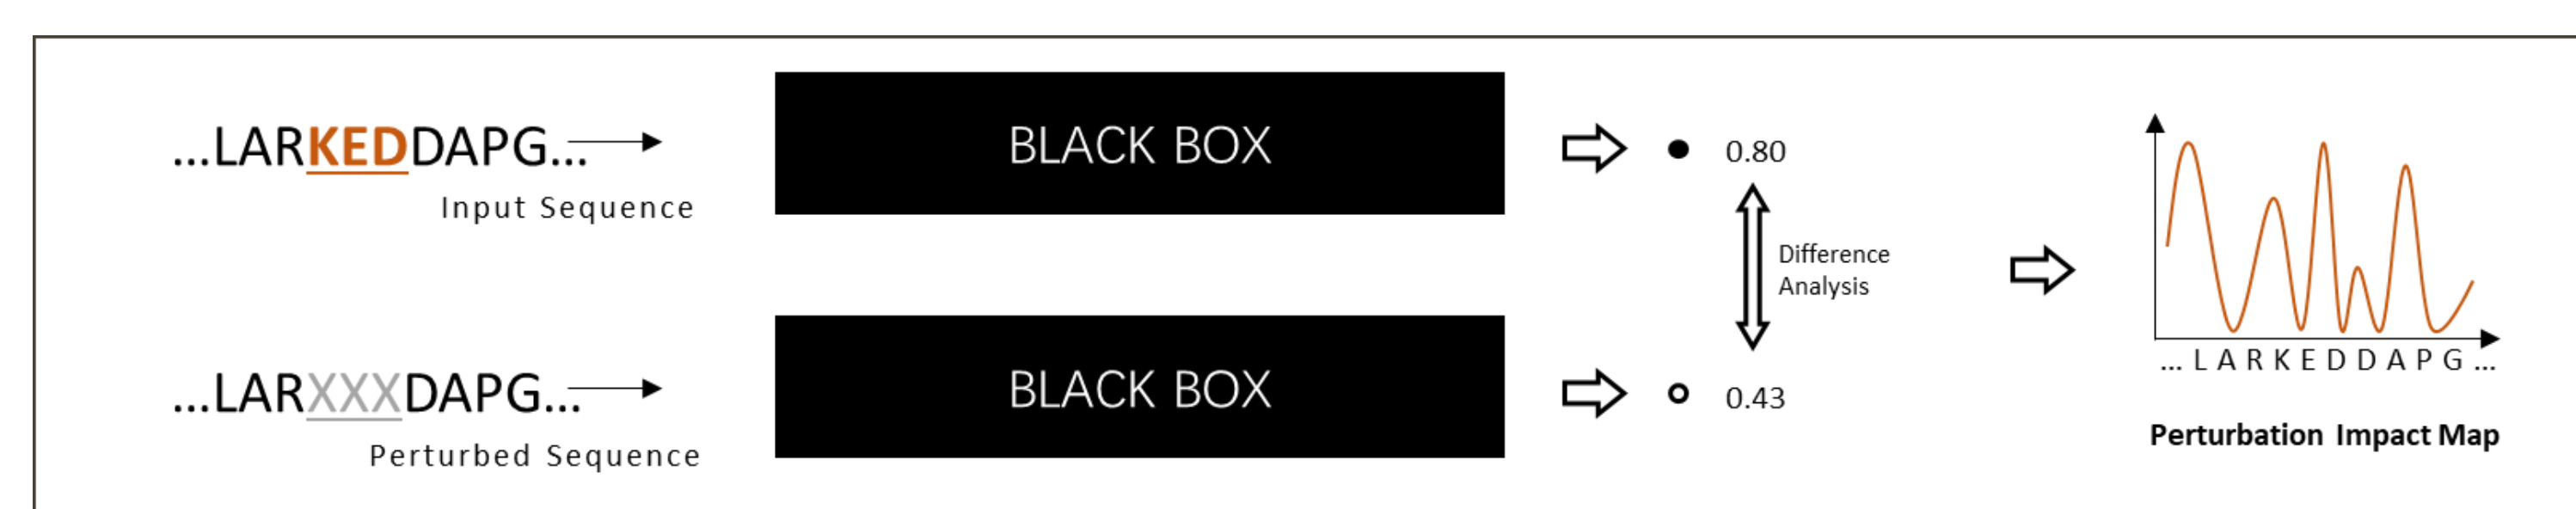 ...LARKEDDAPG...
Input Sequence
BLACK BOX
0.80
Difference
Analysis
...LARXXXDAPG...
Perturbed Sequence
BLACK BOX
0.43
... L A R K E D D A P G ...
Perturbation Impact Map